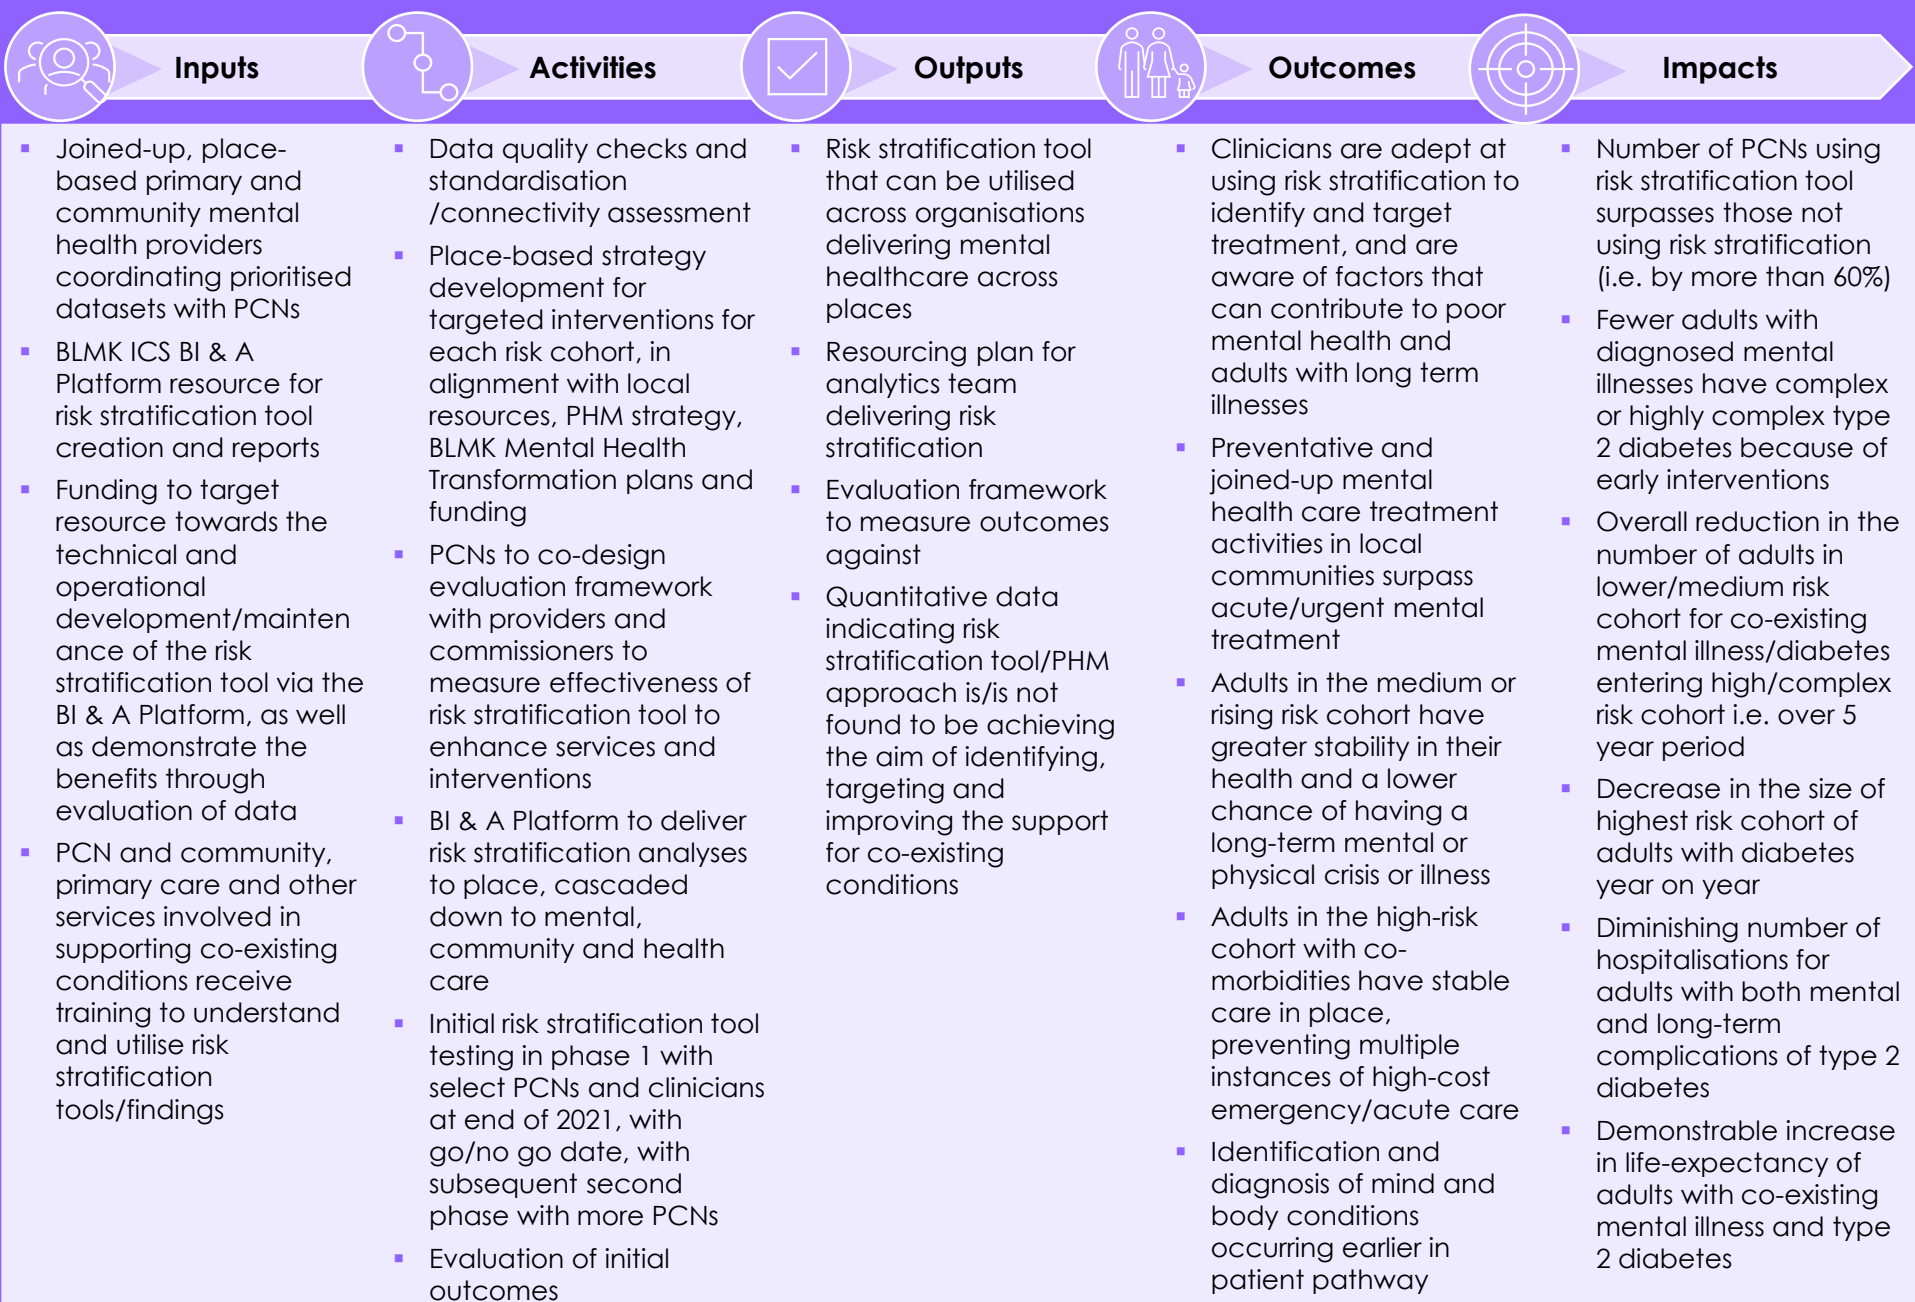 Inputs
Activities
Outputs
Outcomes
Impacts
Joined-up, place-
based primary and
community mental
health providers
coordinating prioritised
datasets with PCNs
BLMK ICS BI & A
Platform resource for
risk stratification tool
creation and reports
Funding to target
resource towards the
technical and
operational
development/mainten
ance of the risk
stratification tool via the
BI & A Platform, as well
as demonstrate the
benefits through
evaluation of data
PCN and community,
primary care and other
services involved in
supporting co-existing
conditions receive
training to understand
and utilise risk
stratification
tools/findings
Data quality checks and
standardisation
/connectivity assessment
Place-based strategy
development for
targeted interventions for
each risk cohort, in
alignment with local
resources, PHM strategy,
BLMK Mental Health
Transformation plans and
funding
PCNs to co-design
evaluation framework
with providers and
commissioners to
measure effectiveness of
risk stratification tool to
enhance services and
interventions
BI & A Platform to deliver
risk stratification analyses
to place, cascaded
down to mental,
community and health
care
Initial risk stratification tool
testing in phase 1 with
select PCNs and clinicians
at end of 2021, with
go/no go date, with
subsequent second
phase with more PCNs
Evaluation of initial
outcomes
Risk stratification tool
that can be utilised
across organisations
delivering mental
healthcare across
places
Resourcing plan for
analytics team
delivering risk
stratification
Evaluation framework
to measure outcomes
against
Quantitative data
indicating risk
stratification tool/PHM
approach is/is not
found to be achieving
the aim of identifying,
targeting and
improving the support
for co-existing
conditions
Clinicians are adept at
using risk stratification to
identify and target
treatment, and are
aware of factors that
can contribute to poor
mental health and
adults with long term
illnesses
Preventative and
joined-up mental
health care treatment
activities in local
communities surpass
acute/urgent mental
treatment
Adults in the medium or
rising risk cohort have
greater stability in their
health and a lower
chance of having a
long-term mental or
physical crisis or illness
Adults in the high-risk
cohort with co-
morbidities have stable
care in place,
preventing multiple
instances of high-cost
emergency/acute care
Identification and
diagnosis of mind and
body conditions
occurring earlier in
patient pathway
Number of PCNs using
risk stratification tool
surpasses those not
using risk stratification
(i.e. by more than 60%)
Fewer adults with
diagnosed mental
illnesses have complex
or highly complex type
2 diabetes because of
early interventions
Overall reduction in the
number of adults in
lower/medium risk
cohort for co-existing
mental illness/diabetes
entering high/complex
risk cohort i.e. over 5
year period
Decrease in the size of
highest risk cohort of
adults with diabetes
year on year
Diminishing number of
hospitalisations for
adults with both mental
and long-term
complications of type 2
diabetes
Demonstrable increase
in life-expectancy of
adults with co-existing
mental illness and type
2 diabetes